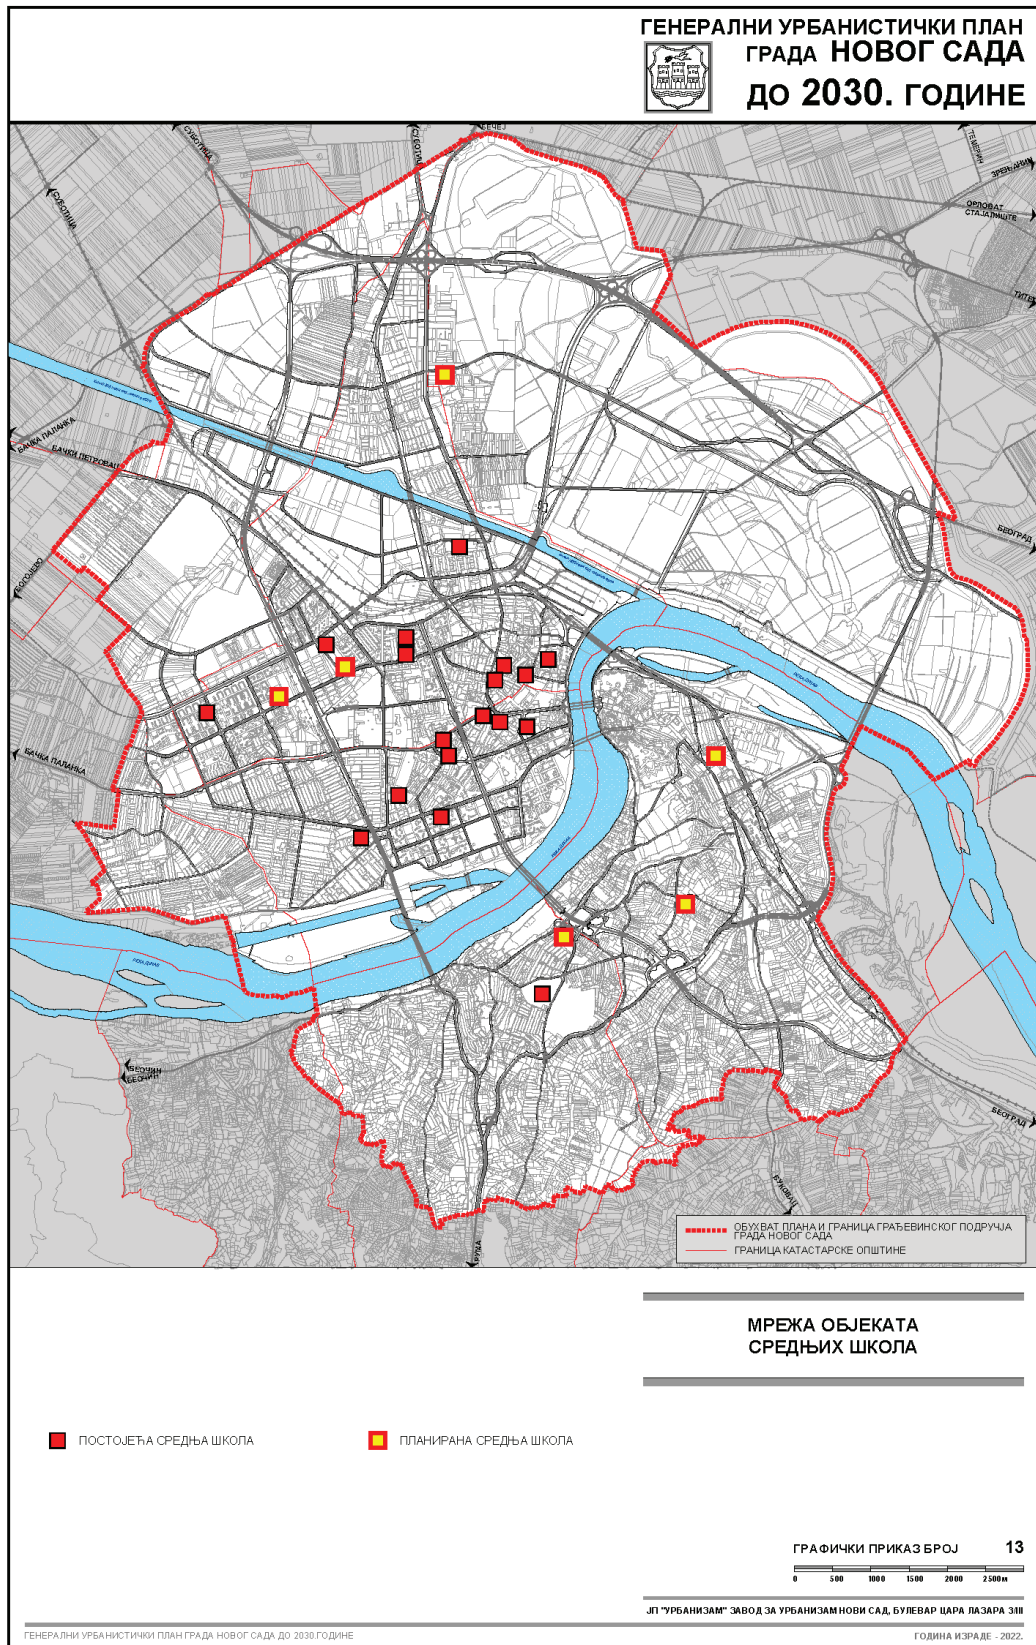 ГЕНЕРАЛНИ УРБАНИСТИЧКИ ПЛАН
ГРАДА НОВОГ САДА
ДО 2030. ГОДИНЕ
СУБОТИЦА
БЕЧЕЈ
ТЕМЕРИН
ЗРЕЊАНИН
СУБОТИЦА
ОРЛОВАТ
СТАЈАЛИШТЕ
ТИТЕЛ
БАЧКА ПАЛАНКА
БАЧКИ ПЕТРОВАЦ
БЕОГРАД
БОГОЈЕВО
БАЧКА ПАЛАНКА
БЕОЧИН
БЕОЧИН
БЕОГРАД
БУКОВАЦ
РУМА
ОБУХВАТ ПЛАНА И ГРАНИЦА ГРАЂЕВИНСКОГ ПОДРУЧЈА
ГРАДА НОВОГ САДА
ГРАНИЦА КАТАСТАРСКЕ ОПШТИНЕ
МРЕЖА ОБЈЕКАТА
СРЕДЊИХ ШКОЛА
ПОСТОЈЕЋА СРЕДЊА ШКОЛА
ПЛАНИРАНА СРЕДЊА ШКОЛА
ГРАФИЧКИ ПРИКАЗ БРОЈ 13
0 500 1000 1500 2000 2500м
ЈП "УРБАНИЗАМ" ЗАВОД ЗА УРБАНИЗАМ НОВИ САД, БУЛЕВАР ЦАРА ЛАЗАРА 3/III
ГЕНЕРАЛНИ УРБАНИСТИЧКИ ПЛАН ГРАДА НОВОГ САДА ДО 2030.ГОДИНЕ
ГОДИНА ИЗРАДЕ - 2022.